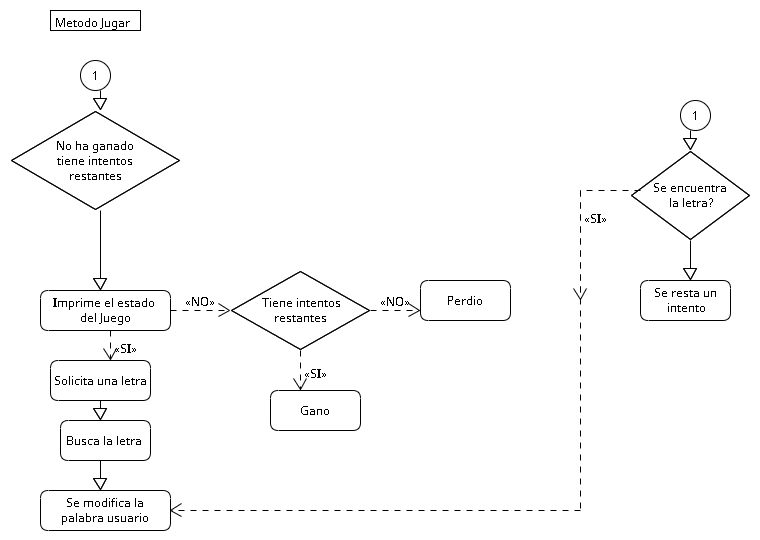 Metodo Jugar
1
No ha ganado
tiene intentos
restantes
Imprime el estado
del Juego
«NO»
Tiene intentos
restantes
«NO»
Perdio
«SI»
Solicita una letra
«SI»
Gano
Busca la letra
Se modifica la
palabra usuario
1
Se encuentra
la letra?
«SI»
Se resta un
intento